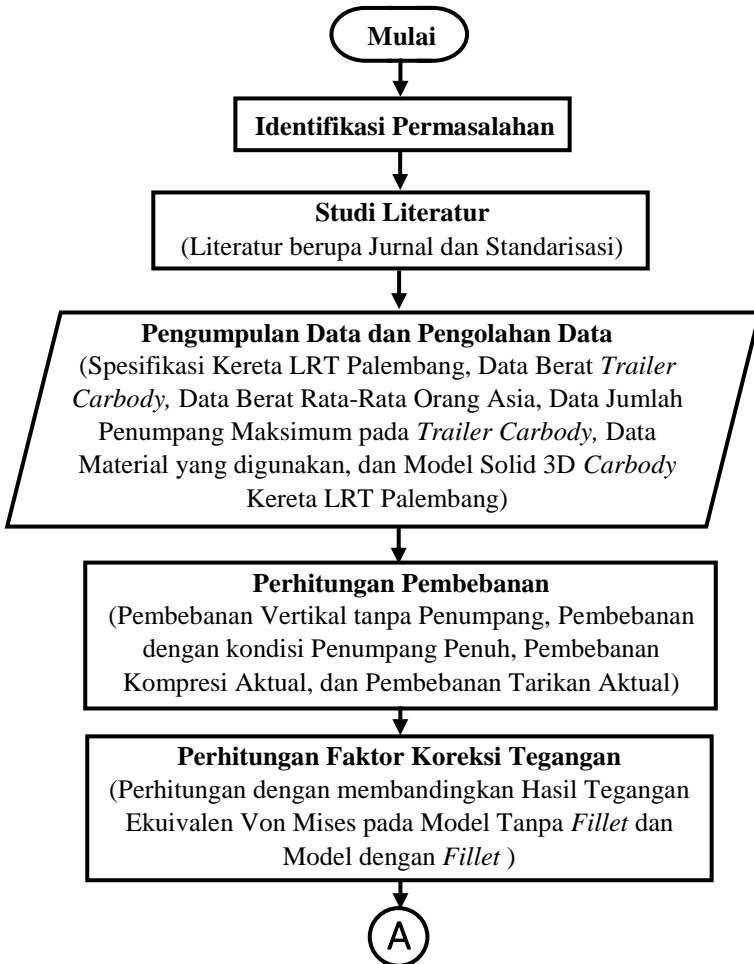 Mulai
Identifikasi Permasalahan
Studi Literatur
(Literatur berupa Jurnal dan Standarisasi)
Pengumpulan Data dan Pengolahan Data
(Spesifikasi Kereta LRT Palembang, Data Berat Trailer
Carbody, Data Berat Rata-Rata Orang Asia, Data Jumlah
Penumpang Maksimum pada Trailer Carbody, Data
Material yang digunakan, dan Model Solid 3D Carbody
Kereta LRT Palembang)
Perhitungan Pembebanan
(Pembebanan Vertikal tanpa Penumpang, Pembebanan
dengan kondisi Penumpang Penuh, Pembebanan
Kompresi Aktual, dan Pembebanan Tarikan Aktual)
Perhitungan Faktor Koreksi Tegangan
(Perhitungan dengan membandingkan Hasil Tegangan
Ekuivalen Von Mises pada Model Tanpa Fillet dan
Model dengan Fillet )
A